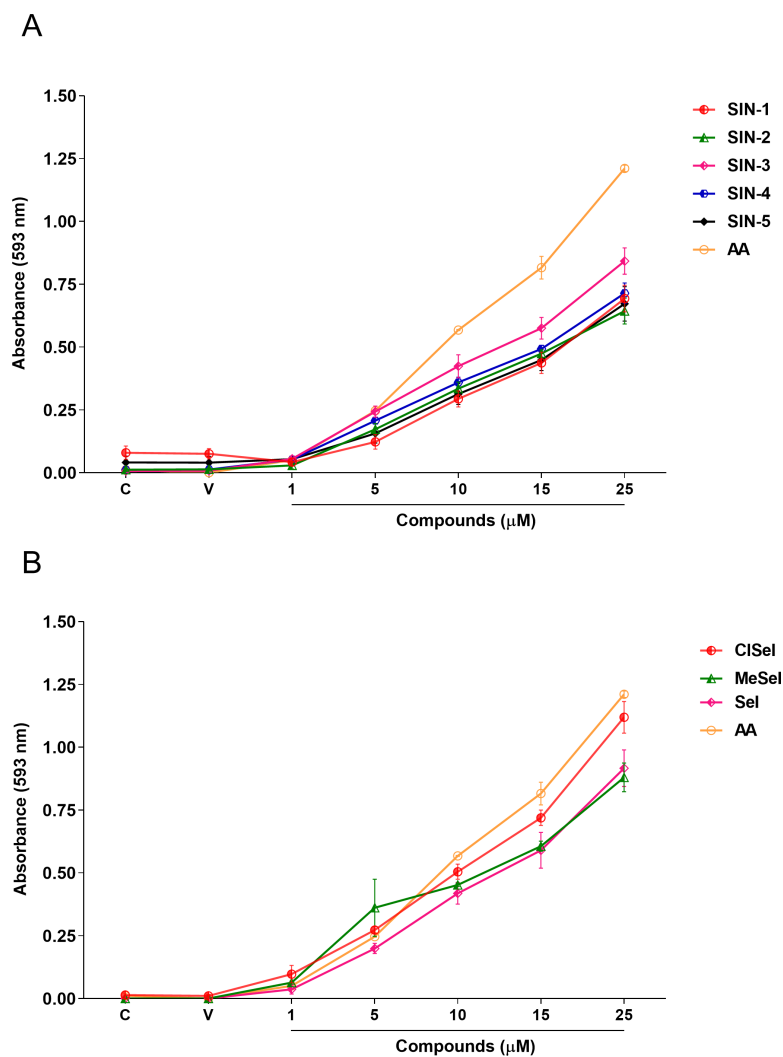 A
1.50
1.25
1.00
0.75
0.50
0.25
0.00
Absorbance (593 nm)
C V 1 5 10 15 25
Compounds (μM)
SIN-1
SIN-2
SIN-3
SIN-4
SIN-5
AA
B
1.50
1.25
1.00
0.75
0.50
0.25
0.00
Absorbance (593 nm)
C V 1 5 10 15 25
Compounds (μM)
ClSeI
MeSeI
SeI
AA